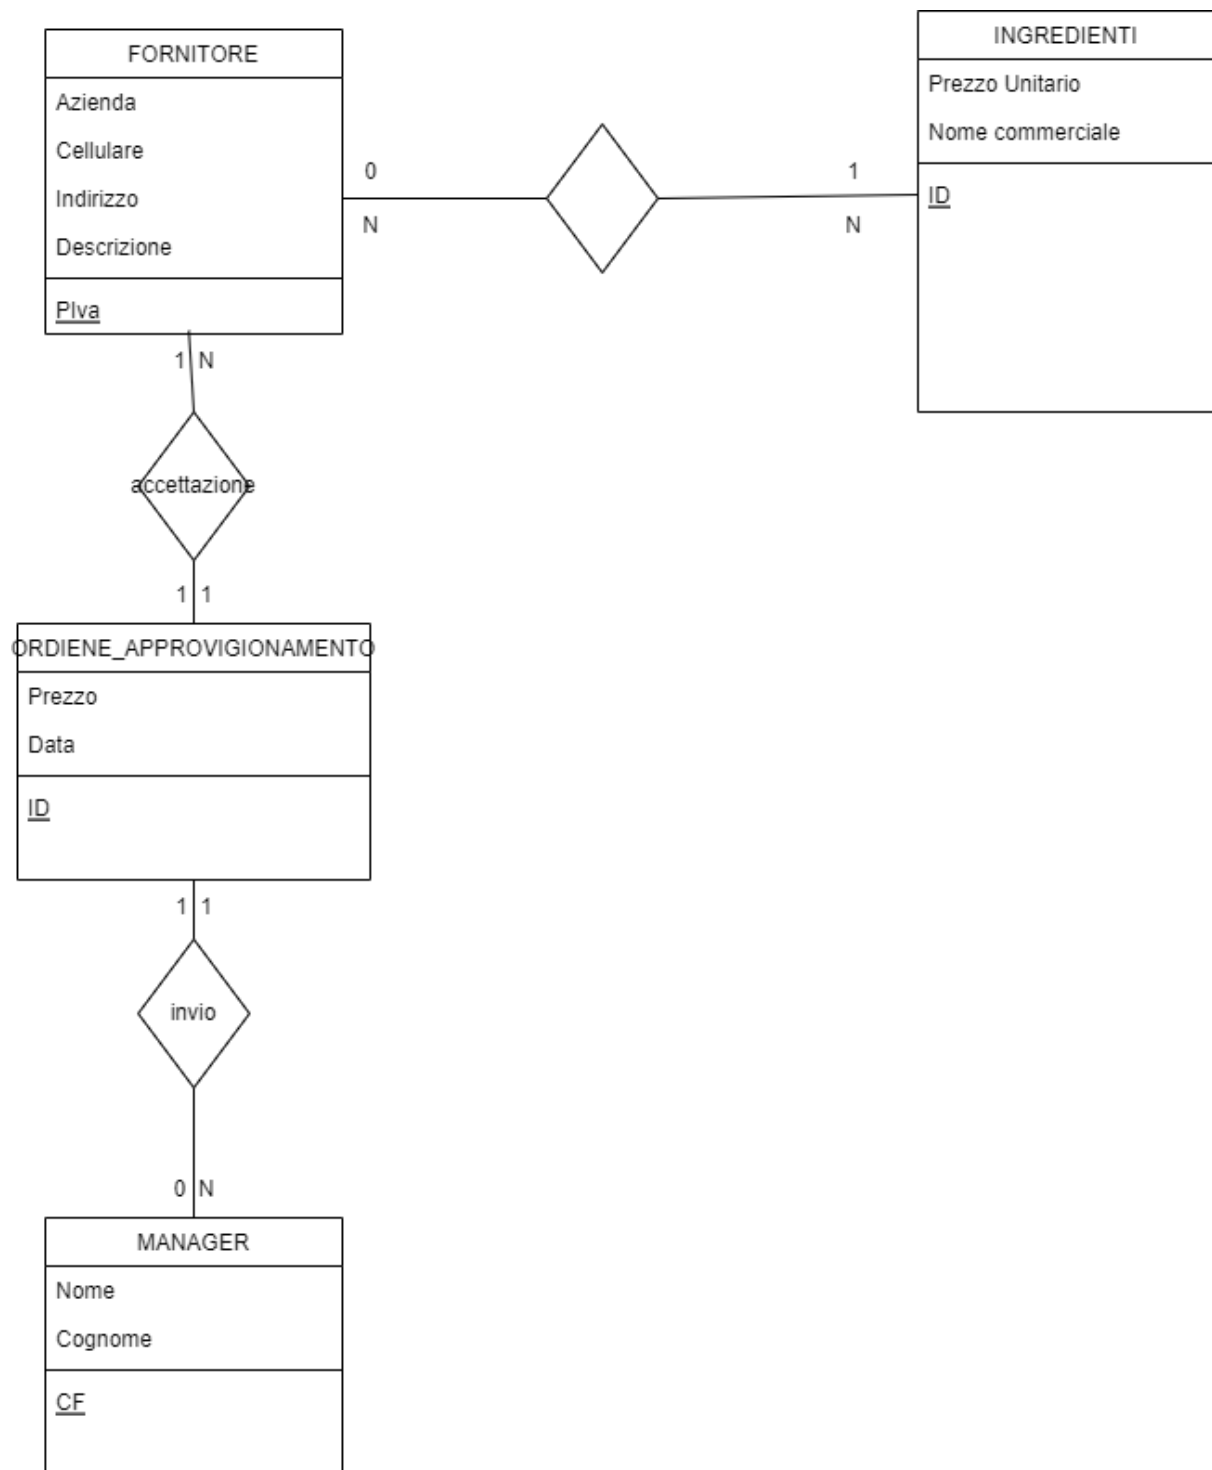 FORNITORE
Azienda
Cellulare
Indirizzo
Descrizione
PIva
INGREDIENTI
Prezzo Unitario
Nome commerciale
ID
0
N
1
N
1 N
accettazione
1 1
ORDIENE_APPROVIGIONAMENTO
Prezzo
Data
ID
1 1
invio
0 N
MANAGER
Nome
Cognome
CF